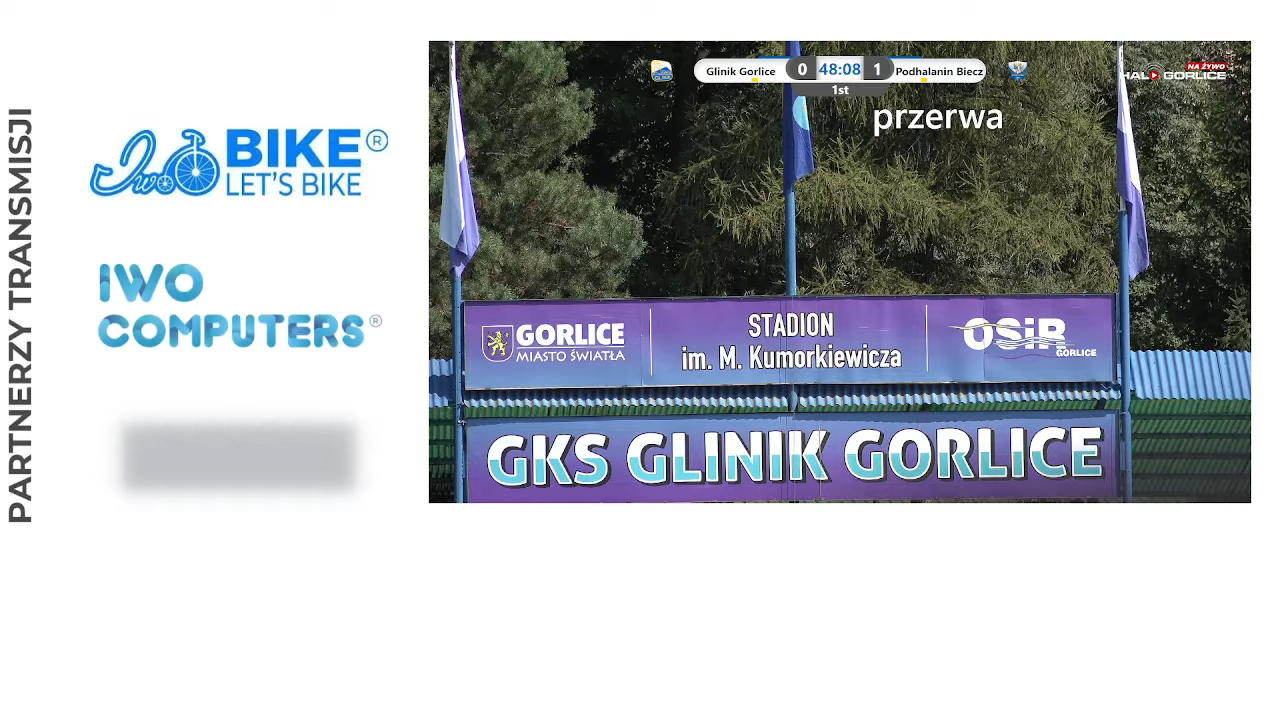 PARTNERZY TRANSMISJI
Iwo BIKE®
LET'S BIKE
IWO
COMPUTERS®
Glinik Gorlice 0 48:08 1 Podhalanin Biecz
1st
NA ŻYWO
HALO GORLICE
przerwa
GORLICE
MIASTO ŚWIATŁA
STADION
im. M. Kumorkiewicza
OSiR
GORLICE
GKS GLINIK GORLICE